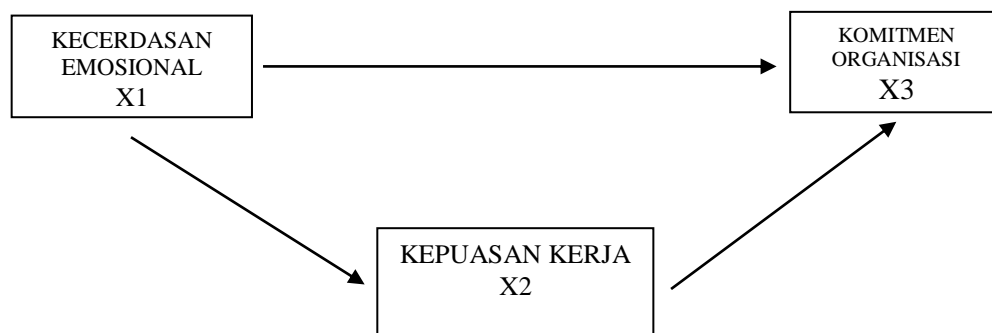 KECERDASAN
EMOSIONAL
X1
KOMITMEN
ORGANISASI
X3
KEPUASAN KERJA
X2